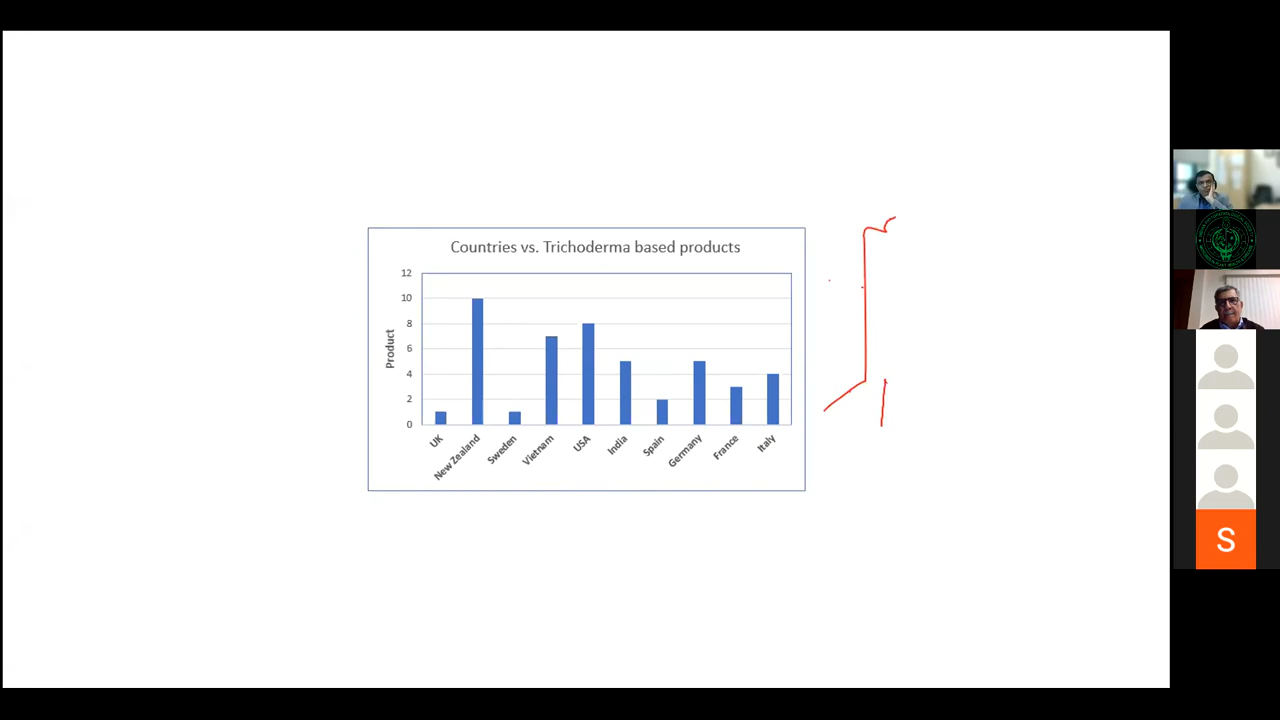 Countries vs. Trichoderma based products
12
10
8
6
4
2
0
Product
UK
New Zealand
Sweden
Vietnam
USA
India
Spain
Germany
France
Italy
S